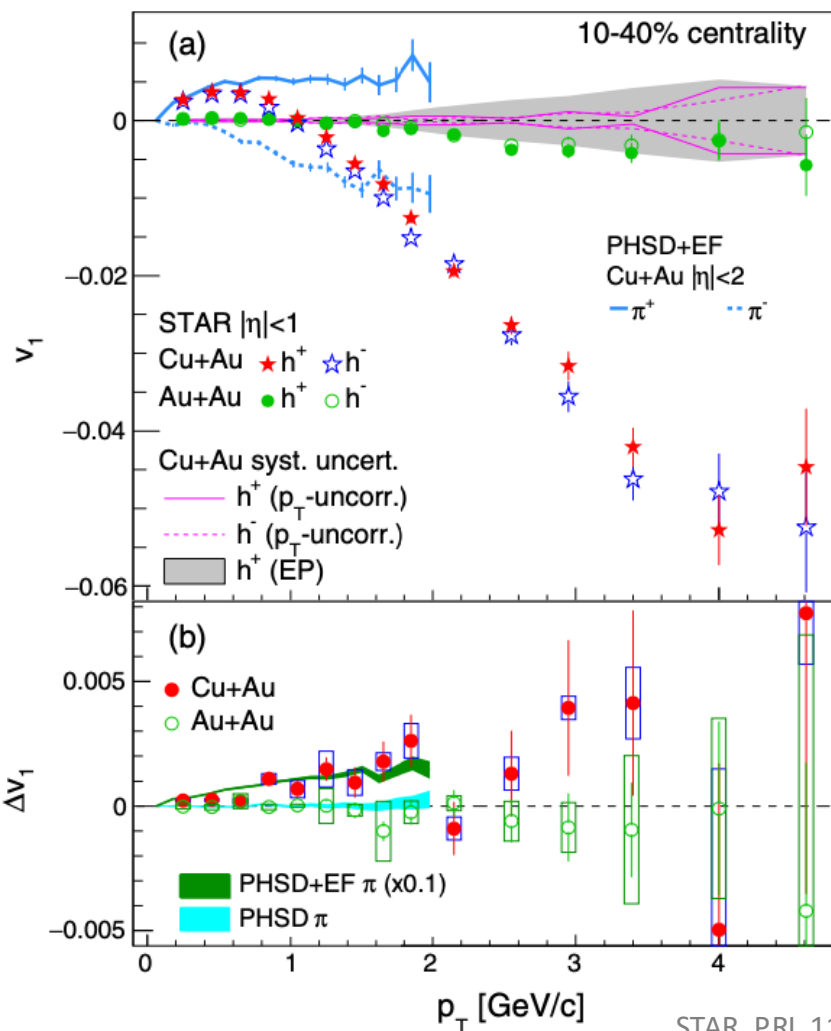 (a)
10-40% centrality
0
−0.02
−0.04
−0.06
v₁
PHSD+EF
Cu+Au |η|<2
π⁺ π⁻
STAR |η|<1
Cu+Au h⁺ h⁻
Au+Au h⁺ h⁻
Cu+Au syst. uncert.
h⁺ (p_T-uncorr.)
h⁻ (p_T-uncorr.)
h⁺ (EP)
(b)
Cu+Au
Au+Au
0.005
0
−0.005
Δv₁
PHSD+EF π (x0.1)
PHSD π
0 1 2 3 4
p_T [GeV/c]
STAR PRL